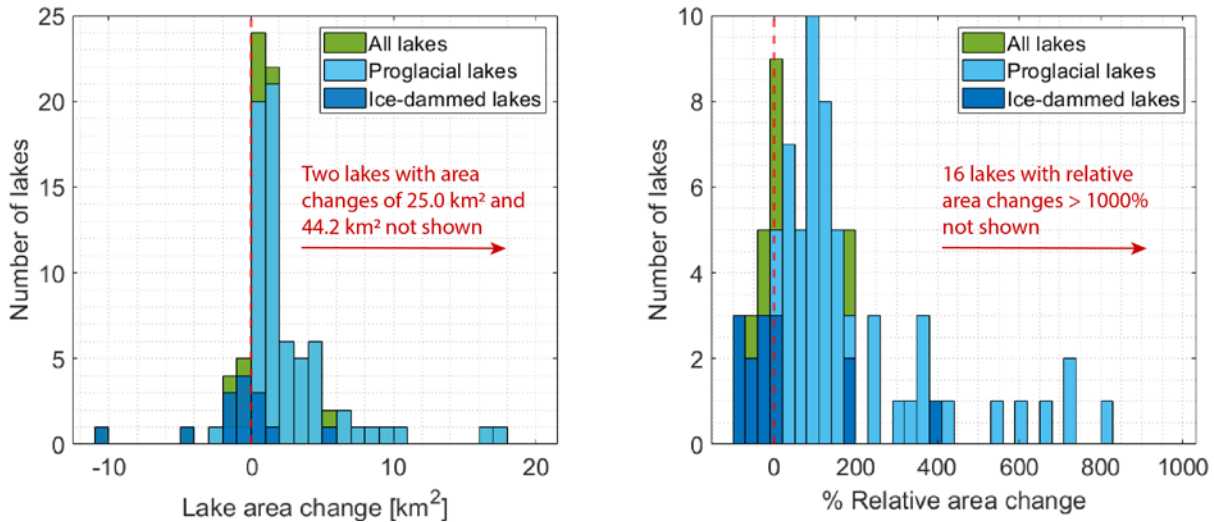 25
20
15
10
5
0
Number of lakes
All lakes
Proglacial lakes
Ice-dammed lakes
Two lakes with area
changes of 25.0 km² and
44.2 km² not shown
-10
0
10
20
Lake area change [km²]
10
8
6
4
2
0
Number of lakes
All lakes
Proglacial lakes
Ice-dammed lakes
16 lakes with relative
area changes > 1000%
not shown
0
200
400
600
800
1000
% Relative area change